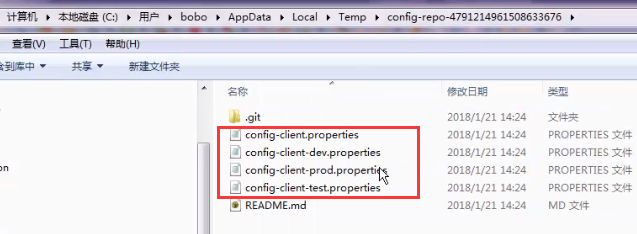 计算机 ▸ 本地磁盘 (C:) ▸ 用户 ▸ bobo ▸ AppData ▸ Local ▸ Temp ▸ config-repo-4791214961508633676 ▸
查看(V) 工具(T) 帮助(H)
含到库中 共享 新建文件夹
名称 修改日期 类型
.git 2018/1/21 14:24 文件夹
config-client.properties 2018/1/21 14:24 PROPERTIES 文件
config-client-dev.properties 2018/1/21 14:24 PROPERTIES 文件
config-client-prod.properties 2018/1/21 14:24 PROPERTIES 文件
on
config-client-test.properties 2018/1/21 14:24 PROPERTIES 文件
README.md 2018/1/21 14:24 MD 文件